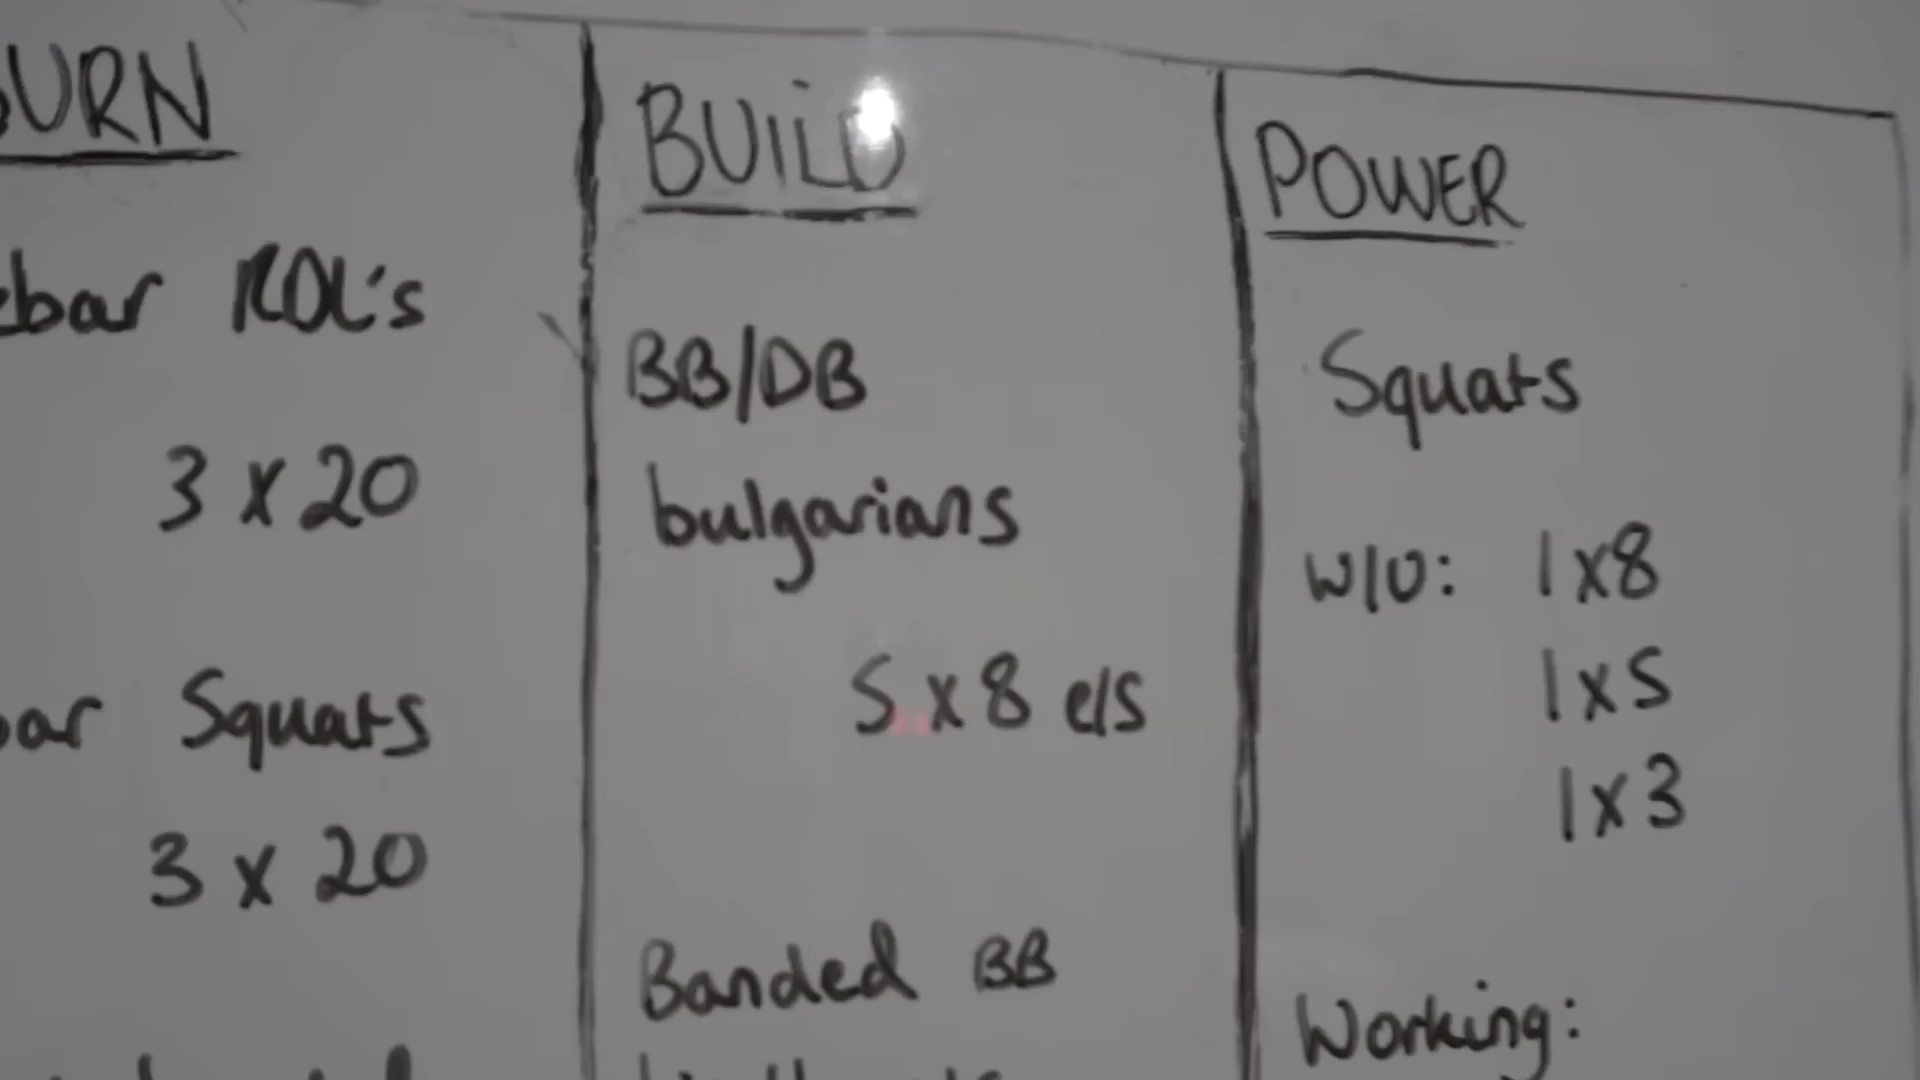 URN
bar RDL's
3 x 20
bar Squats
3 x 20
BUILD
BB/DB
bulgarians
5 x 8 e/s
Banded BB
POWER
Squats
W/U: 1x8
1x5
1x3
Working: